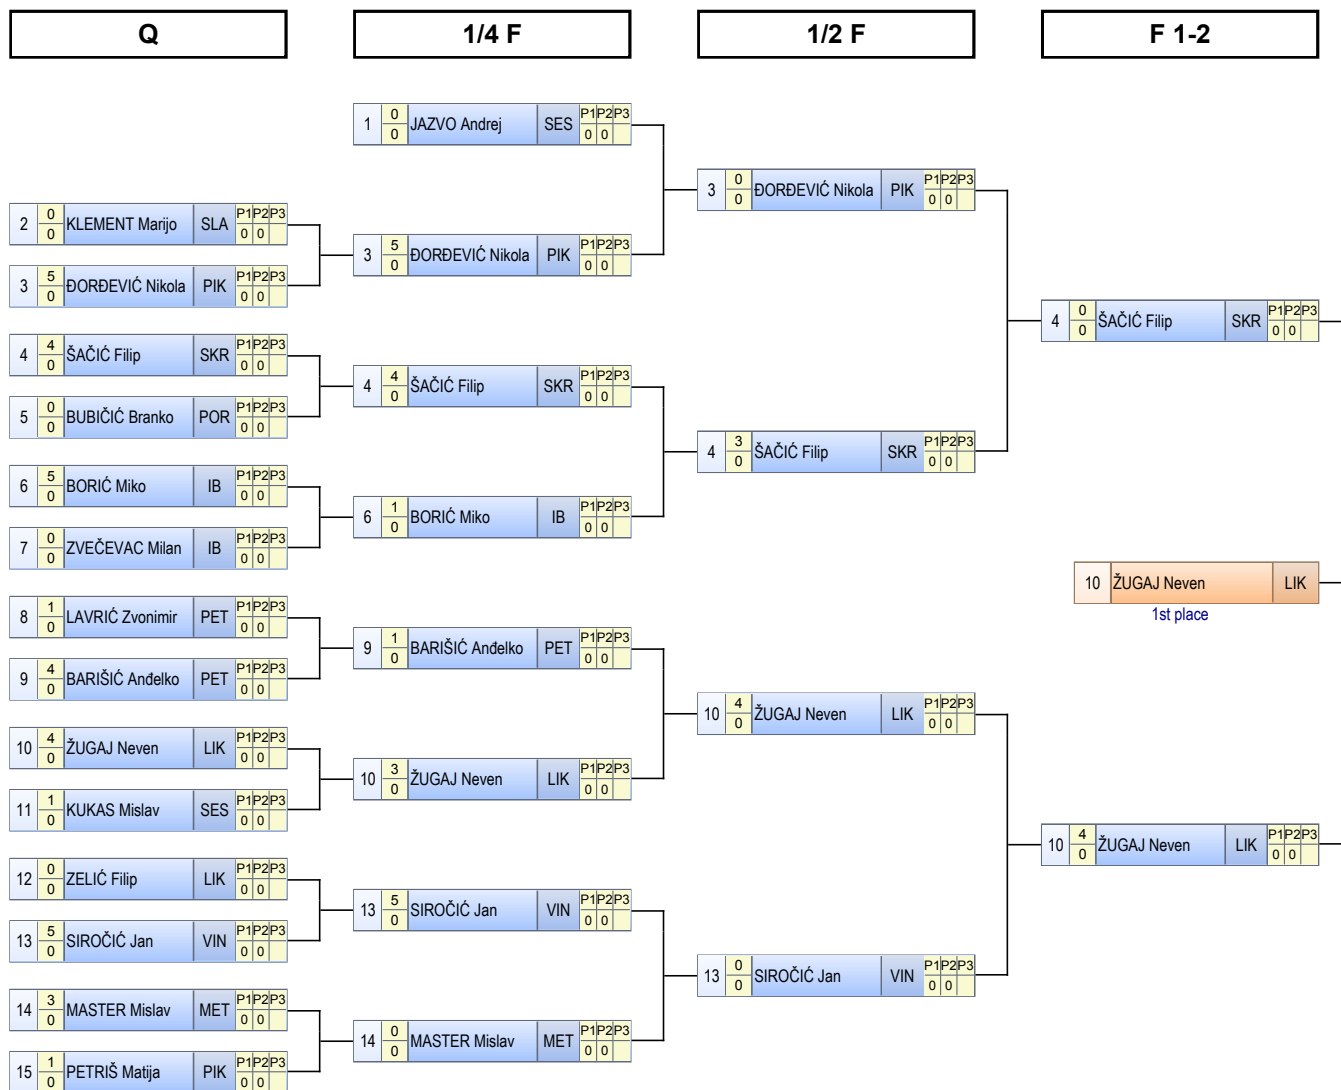 Q
1/4 F
1/2 F
F 1-2
1 0 0 JAZVO Andrej SES P1 P2 P3 0 0
3 0 0 ĐORĐEVIĆ Nikola PIK P1 P2 P3 0 0
2 0 0 KLEMENT Marijo SLA P1 P2 P3 0 0
3 5 0 ĐORĐEVIĆ Nikola PIK P1 P2 P3 0 0
3 5 0 ĐORĐEVIĆ Nikola PIK P1 P2 P3 0 0
4 0 0 ŠAČIĆ Filip SKR P1 P2 P3 0 0
4 4 0 ŠAČIĆ Filip SKR P1 P2 P3 0 0
4 4 0 ŠAČIĆ Filip SKR P1 P2 P3 0 0
5 0 0 BUBIČIĆ Branko POR P1 P2 P3 0 0
4 3 0 ŠAČIĆ Filip SKR P1 P2 P3 0 0
6 5 0 BORIĆ Miko IB P1 P2 P3 0 0
6 1 0 BORIĆ Miko IB P1 P2 P3 0 0
7 0 0 ZVEČEVAC Milan IB P1 P2 P3 0 0
10 ŽUGAJ Neven LIK
1st place
8 1 0 LAVRIĆ Zvonimir PET P1 P2 P3 0 0
9 1 0 BARIŠIĆ Anđelko PET P1 P2 P3 0 0
9 4 0 BARIŠIĆ Anđelko PET P1 P2 P3 0 0
10 4 0 ŽUGAJ Neven LIK P1 P2 P3 0 0
10 4 0 ŽUGAJ Neven LIK P1 P2 P3 0 0
10 3 0 ŽUGAJ Neven LIK P1 P2 P3 0 0
11 1 0 KUKAS Mislav SES P1 P2 P3 0 0
10 4 0 ŽUGAJ Neven LIK P1 P2 P3 0 0
12 0 0 ZELIĆ Filip LIK P1 P2 P3 0 0
13 5 0 SIROČIĆ Jan VIN P1 P2 P3 0 0
13 5 0 SIROČIĆ Jan VIN P1 P2 P3 0 0
13 0 0 SIROČIĆ Jan VIN P1 P2 P3 0 0
14 3 0 MASTER Mislav MET P1 P2 P3 0 0
14 0 0 MASTER Mislav MET P1 P2 P3 0 0
15 1 0 PETRIŠ Matija PIK P1 P2 P3 0 0